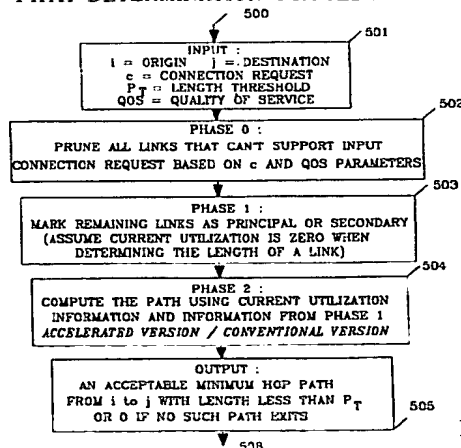 500
501
INPUT :
i = ORIGIN j = DESTINATION
c = CONNECTION REQUEST
P_T = LENGTH THRESHOLD
QOS = QUALITY OF SERVICE
502
PHASE 0 :
PRUNE ALL LINKS THAT CAN'T SUPPORT INPUT
CONNECTION REQUEST BASED ON c AND QOS PARAMETERS
503
PHASE 1 :
MARK REMAINING LINKS AS PRINCIPAL OR SECONDARY
(ASSUME CURRENT UTILIZATION IS ZERO WHEN
DETERMINING THE LENGTH OF A LINK)
504
PHASE 2 :
COMPUTE THE PATH USING CURRENT UTILIZATION
INFORMATION AND INFORMATION FROM PHASE 1
ACCELERATED VERSION / CONVENTIONAL VERSION
OUTPUT :
AN ACCEPTABLE MINIMUM HOP PATH
FROM i to j WITH LENGTH LESS THAN P_T
OR 0 IF NO SUCH PATH EXITS
505